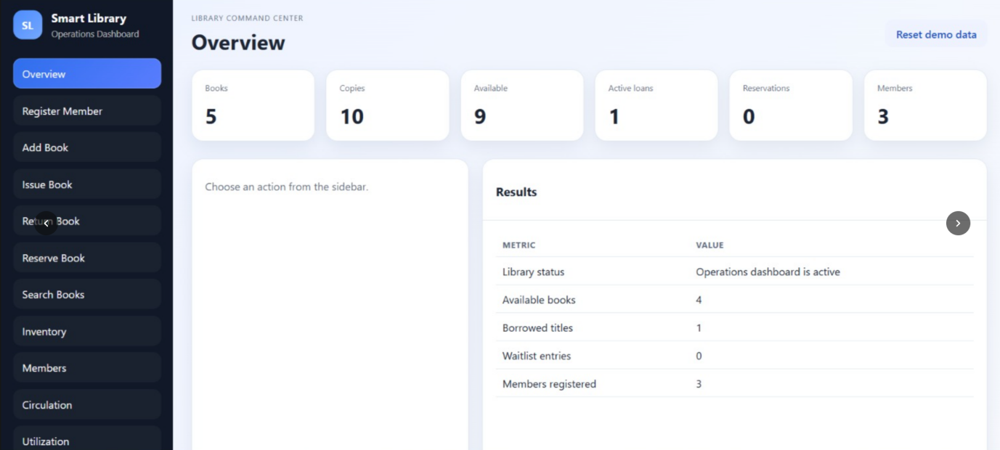 SL
Smart Library
Operations Dashboard
Overview
Register Member
Add Book
Issue Book
Return Book
Reserve Book
Search Books
Inventory
Members
Circulation
Utilization
LIBRARY COMMAND CENTER
Overview
Reset demo data
Books
5
Copies
10
Available
9
Active loans
1
Reservations
0
Members
3
Choose an action from the sidebar.
Results
METRIC VALUE
Library status Operations dashboard is active
Available books 4
Borrowed titles 1
Waitlist entries 0
Members registered 3